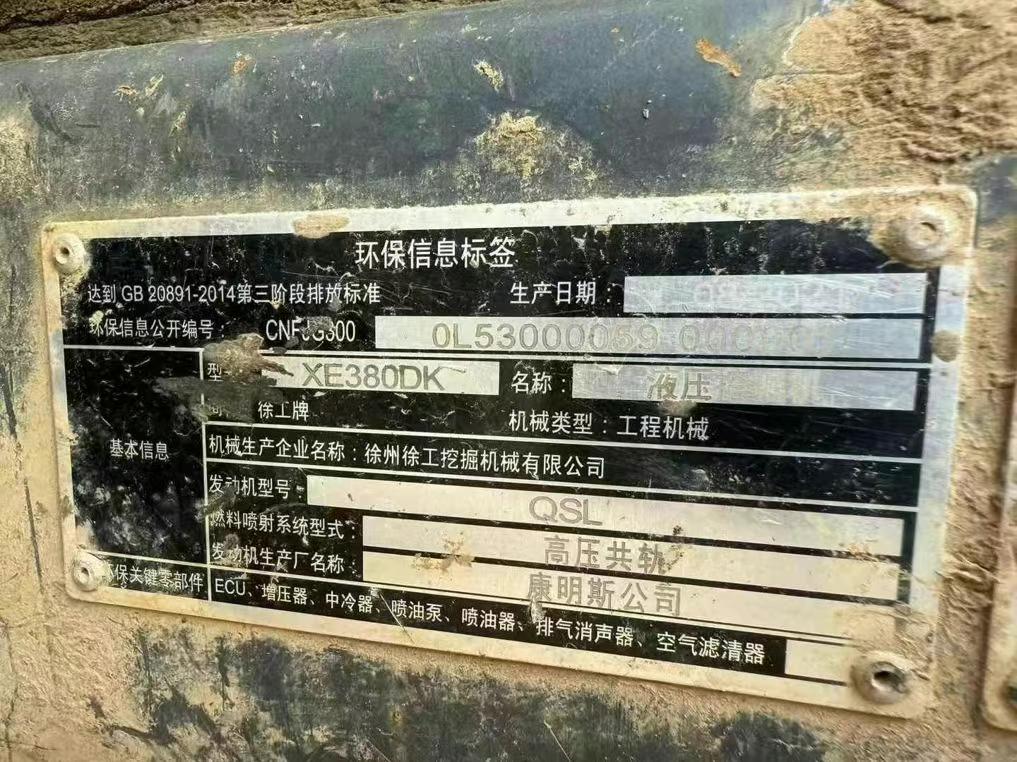 环保信息标签
达到 GB 20891-2014第三阶段排放标准 生产日期：
环保信息公开编号： CNF G300 0L53000059
型 XE380DK 名称： 液压
徐工牌 机械类型：工程机械
基本信息
机械生产企业名称：徐州徐工挖掘机械有限公司
发动机型号 QSL
燃料喷射系统型式： 高压共轨
发动机生产厂名称： 康明斯公司
环保关键零部件 ECU、增压器、中冷器、喷油泵、喷油器、排气消声器、空气滤清器